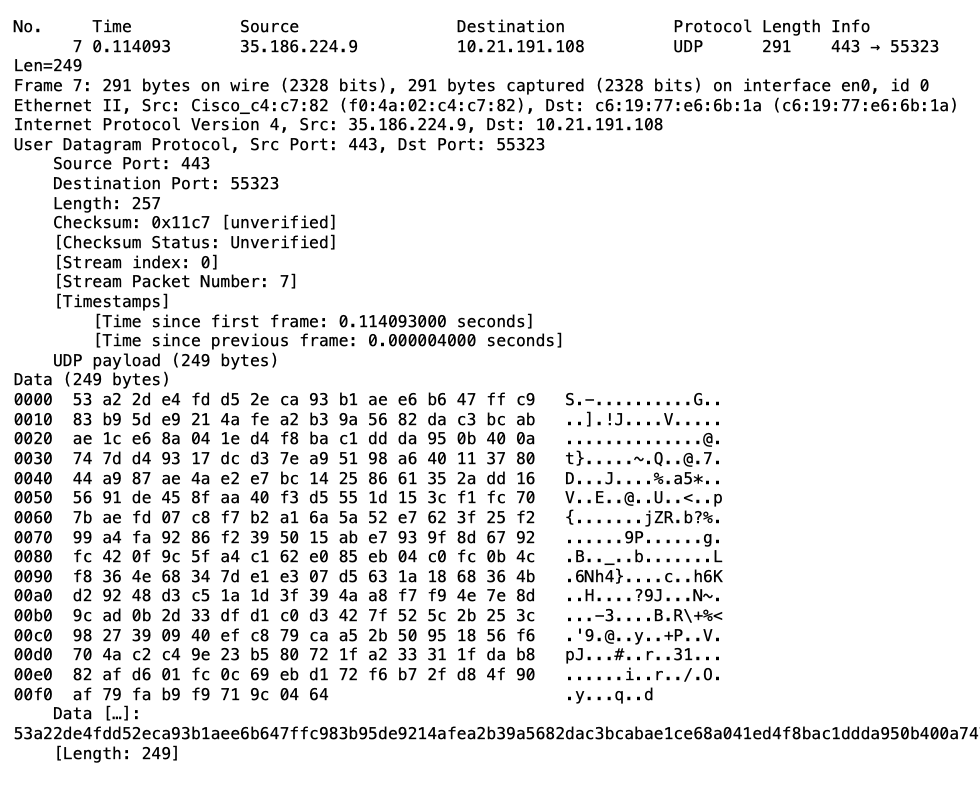 No.     Time           Source                Destination           Protocol Length Info
      7 0.114093       35.186.224.9          10.21.191.108         UDP      291    443 → 55323
Len=249
Frame 7: 291 bytes on wire (2328 bits), 291 bytes captured (2328 bits) on interface en0, id 0
Ethernet II, Src: Cisco_c4:c7:82 (f0:4a:02:c4:c7:82), Dst: c6:19:77:e6:6b:1a (c6:19:77:e6:6b:1a)
Internet Protocol Version 4, Src: 35.186.224.9, Dst: 10.21.191.108
User Datagram Protocol, Src Port: 443, Dst Port: 55323
    Source Port: 443
    Destination Port: 55323
    Length: 257
    Checksum: 0x11c7 [unverified]
    [Checksum Status: Unverified]
    [Stream index: 0]
    [Stream Packet Number: 7]
    [Timestamps]
        [Time since first frame: 0.114093000 seconds]
        [Time since previous frame: 0.000004000 seconds]
    UDP payload (249 bytes)
Data (249 bytes)
0000  53 a2 2d e4 fd d5 2e ca 93 b1 ae e6 b6 47 ff c9   S.-..........G..
0010  83 b9 5d e9 21 4a fe a2 b3 9a 56 82 da c3 bc ab   ..].!J....V.....
0020  ae 1c e6 8a 04 1e d4 f8 ba c1 dd da 95 0b 40 0a   ..............@.
0030  74 7d d4 93 17 dc d3 7e a9 51 98 a6 40 11 37 80   t}.....~.Q..@.7.
0040  44 a9 87 ae 4a e2 e7 bc 14 25 86 61 35 2a dd 16   D...J....%.a5*..
0050  56 91 de 45 8f aa 40 f3 d5 55 1d 15 3c f1 fc 70   V..E..@..U..<..p
0060  7b ae fd 07 c8 f7 b2 a1 6a 5a 52 e7 62 3f 25 f2   {.......jZR.b?%.
0070  99 a4 fa 92 86 f2 39 50 15 ab e7 93 9f 8d 67 92   ......9P......g.
0080  fc 42 0f 9c 5f a4 c1 62 e0 85 eb 04 c0 fc 0b 4c   .B.._..b.......L
0090  f8 36 4e 68 34 7d e1 e3 07 d5 63 1a 18 68 36 4b   .6Nh4}....c..h6K
00a0  d2 92 48 d3 c5 1a 1d 3f 39 4a a8 f7 f9 4e 7e 8d   ..H....?9J...N~.
00b0  9c ad 0b 2d 33 df d1 c0 d3 42 7f 52 5c 2b 25 3c   ...-3....B.R\+%<
00c0  98 27 39 09 40 ef c8 79 ca a5 2b 50 95 18 56 f6   .'9.@..y..+P..V.
00d0  70 4a c2 c4 9e 23 b5 80 72 1f a2 33 31 1f da b8   pJ...#..r..31...
00e0  82 af d6 01 fc 0c 69 eb d1 72 f6 b7 2f d8 4f 90   ......i..r../.O.
00f0  af 79 fa b9 f9 71 9c 04 64                        .y...q..d
    Data […]:
53a22de4fdd52eca93b1aee6b647ffc983b95de9214afea2b39a5682dac3bcabae1ce68a041ed4f8bac1ddda950b400a74
    [Length: 249]